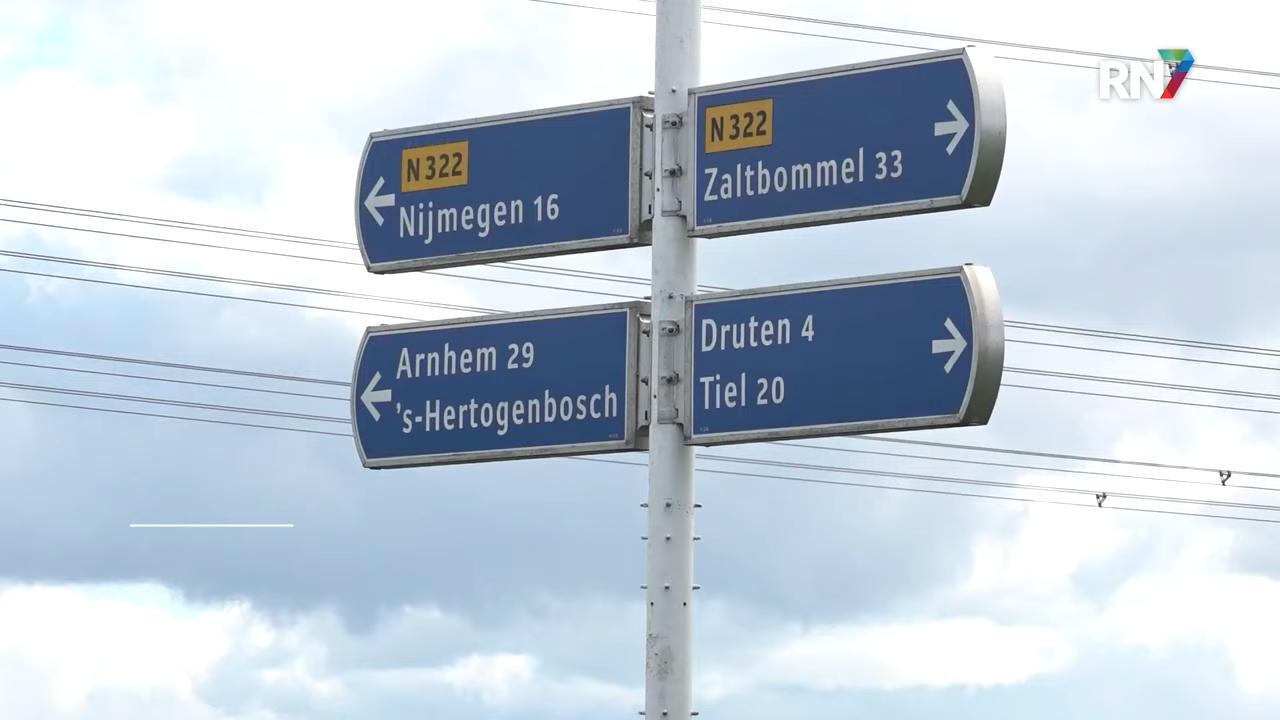 RN7
N 322
Nijmegen 16
N 322
Zaltbommel 33
Arnhem 29
's-Hertogenbosch
Druten 4
Tiel 20